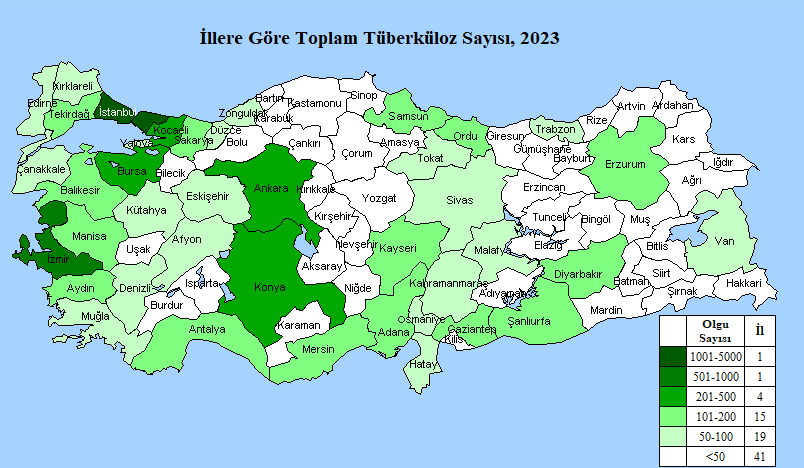 İllere Göre Toplam Tüberküloz Sayısı, 2023
Kırklareli
Edirne
Tekirdağ
İstanbul
Kocaeli
Yalova
Sakarya
Düzce
Zonguldak
Bartın
Karabük
Kastamonu
Sinop
Bolu
Çankırı
Çorum
Samsun
Amasya
Ordu
Giresun
Trabzon
Gümüşhane
Bayburt
Rize
Artvin
Ardahan
Kars
Iğdır
Ağrı
Erzurum
Erzincan
Tokat
Sivas
Yozgat
Kırıkkale
Ankara
Kırşehir
Nevşehir
Kayseri
Aksaray
Niğde
Konya
Karaman
Eskişehir
Bilecik
Bursa
Çanakkale
Balıkesir
Kütahya
Manisa
Uşak
Afyon
İzmir
Aydın
Denizli
Isparta
Burdur
Muğla
Antalya
Mersin
Adana
Osmaniye
Hatay
Kahramanmaraş
Gaziantep
Kilis
Malatya
Adıyaman
Şanlıurfa
Diyarbakır
Elazığ
Tunceli
Bingöl
Muş
Bitlis
Van
Batman
Siirt
Mardin
Şırnak
Hakkari
Olgu Sayısı İl
1001-5000 1
501-1000 1
201-500 4
101-200 15
50-100 19
<50 41